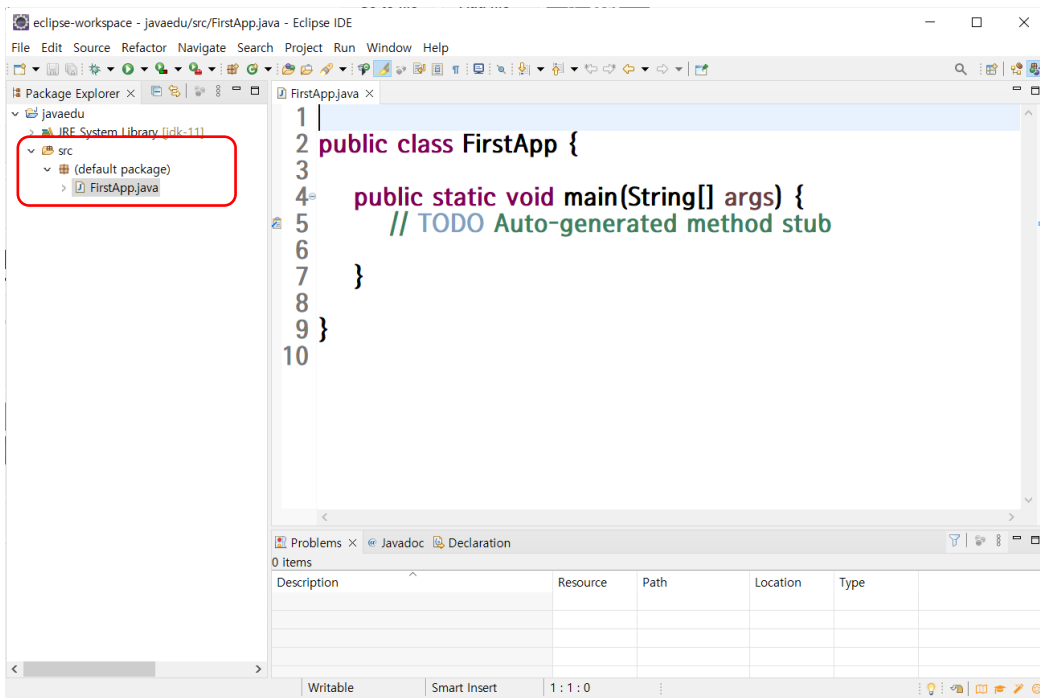 eclipse-workspace - javaedu/src/FirstApp.java - Eclipse IDE
File Edit Source Refactor Navigate Search Project Run Window Help
Package Explorer
FirstApp.java
javaedu
JRE System Library [jdk-11]
src
(default package)
FirstApp.java
1
2 public class FirstApp {
3
4 public static void main(String[] args) {
5 // TODO Auto-generated method stub
6
7 }
8
9 }
10
Problems Javadoc Declaration
0 items
Description Resource Path Location Type
Writable Smart Insert 1 : 1 : 0